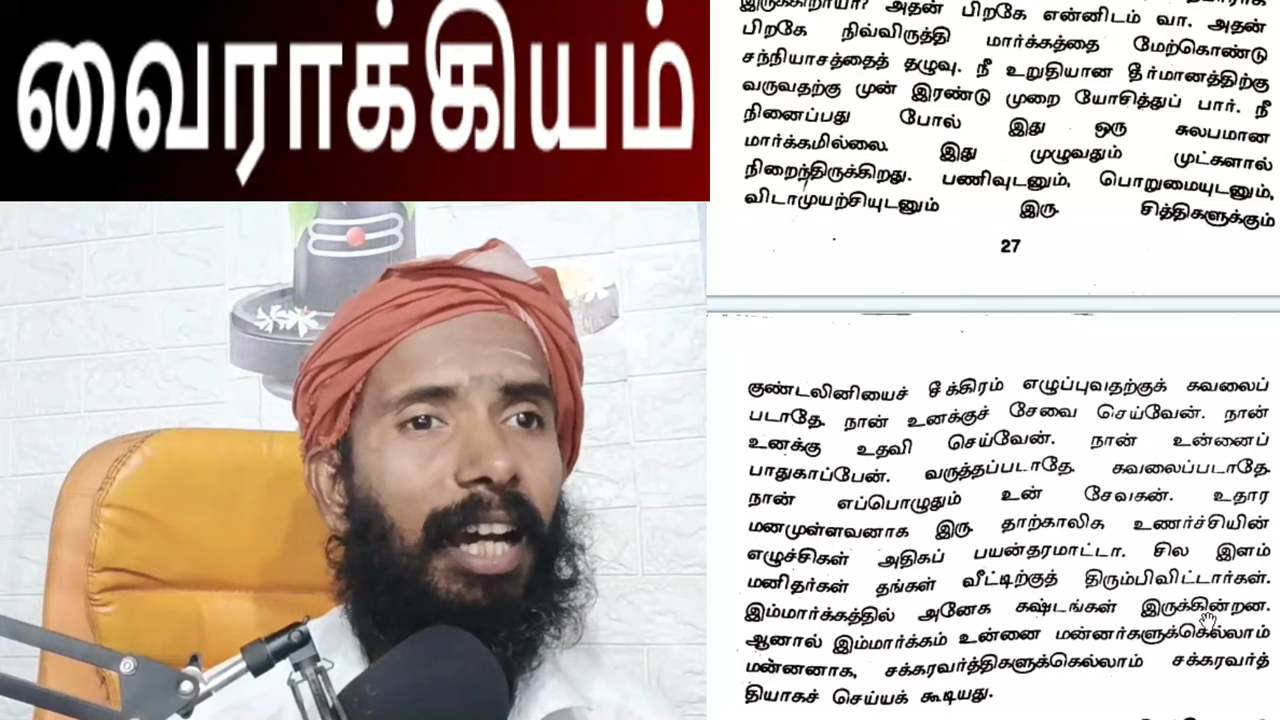 வைராக்கியம்
இருக்கிறாயா? அதன் பிறகே என்னிடம் வா. அதன்
பிறகே நிவ்விருத்தி மார்க்கத்தை மேற்கொண்டு
சந்நியாசத்தைத் தழுவு. நீ உறுதியான தீர்மானத்திற்கு
வருவதற்கு முன் இரண்டு முறை யோசித்துப் பார். நீ
நினைப்பது போல் இது ஒரு சுலபமான
மார்க்கமில்லை. இது முழுவதும் முட்களால்
நிறைந்திருக்கிறது. பணிவுடனும், பொறுமையுடனும்,
விடாமுயற்சியுடனும் இரு. சித்திகளுக்கும்
27
குண்டலினியைச் சீக்கிரம் எழுப்புவதற்குக் கவலைப்
படாதே. நான் உனக்குச் சேவை செய்வேன். நான்
உனக்கு உதவி செய்வேன். நான் உன்னைப்
பாதுகாப்பேன். வருத்தப்படாதே. கவலைப்படாதே.
நான் எப்பொழுதும் உன் சேவகன். உதார
மனமுள்ளவனாக இரு. தாற்காலிக உணர்ச்சியின்
எழுச்சிகள் அதிகப் பயன்தரமாட்டா. சில இளம்
மனிதர்கள் தங்கள் வீட்டிற்குத் திரும்பிவிட்டார்கள்.
இம்மார்க்கத்தில் அனேக கஷ்டங்கள் இருக்கின்றன.
ஆனால் இம்மார்க்கம் உன்னை மன்னர்களுக்கெல்லாம்
மன்னனாக, சக்கரவர்த்திகளுக்கெல்லாம் சக்கரவர்த்
தியாகச் செய்யக் கூடியது.